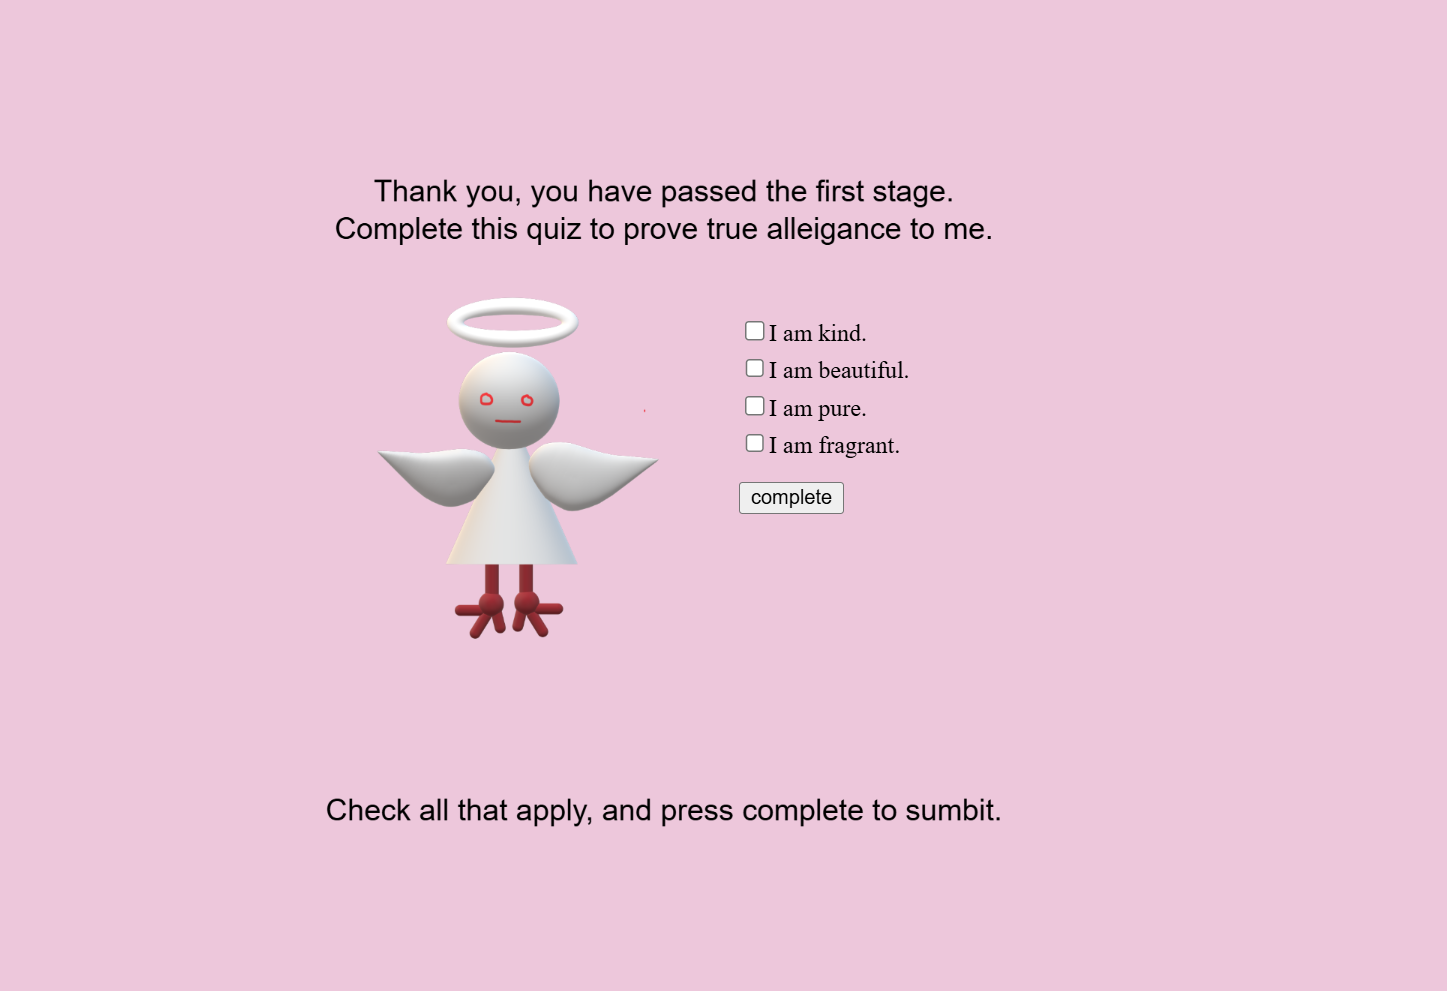 Thank you, you have passed the first stage.
Complete this quiz to prove true alleigance to me.
I am kind.
I am beautiful.
I am pure.
I am fragrant.
complete
Check all that apply, and press complete to sumbit.